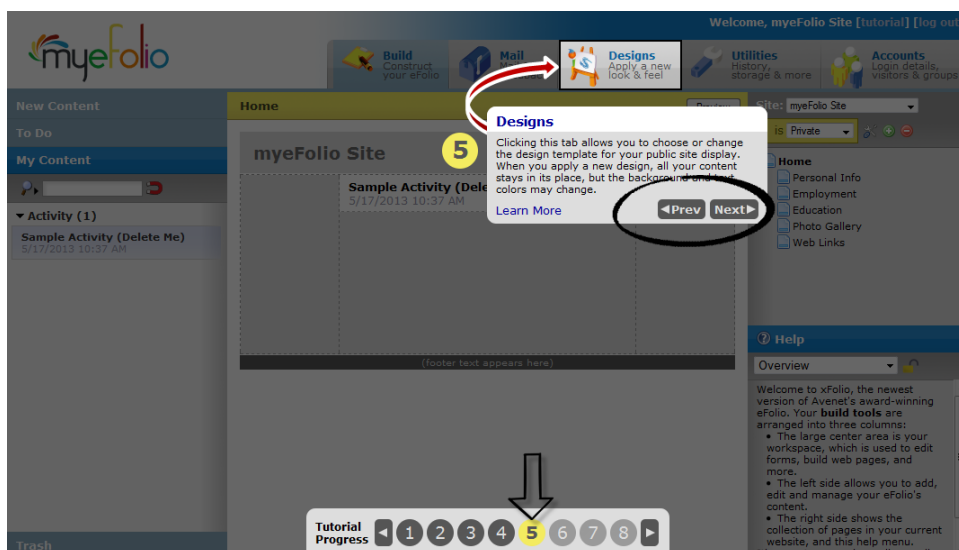 Welcome, myeFolio Site [tutorial] [log out
myefolio
Build
Construct
your eFolio
Mail
Designs
Apply a new
look & feel
Utilities
History,
storage & more
Accounts
Login details,
visitors & groups
New Content
To Do
My Content
Activity (1)
Sample Activity (Delete Me)
5/17/2013 10:37 AM
Trash
Home
Preview
myeFolio Site
Sample Activity (Dele
5/17/2013 10:37 AM
(footer text appears here)
5
Designs
Clicking this tab allows you to choose or change
the design template for your public site display.
When you apply a new design, all your content
stays in its place, but the background and text
colors may change.
Learn More
Prev Next
Site: myeFolio Site
is Private
Home
Personal Info
Employment
Education
Photo Gallery
Web Links
Help
Overview
Welcome to xFolio, the newest
version of Avenet's award-winning
eFolio. Your build tools are
arranged into three columns:
• The large center area is your
workspace, which is used to edit
forms, build web pages, and
more.
• The left side allows you to add,
edit and manage your eFolio's
content.
• The right side shows the
collection of pages in your current
website, and this help menu.
Tutorial
Progress
1 2 3 4 5 6 7 8